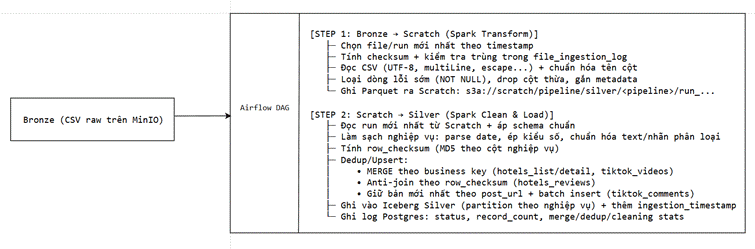 Bronze (CSV raw trên MinIO)
Airflow DAG
[STEP 1: Bronze → Scratch (Spark Transform)]
├─ Chọn file/run mới nhất theo timestamp
├─ Tính checksum + kiểm tra trùng trong file_ingestion_log
├─ Đọc CSV (UTF-8, multiLine, escape...) + chuẩn hóa tên cột
├─ Loại dòng lỗi sớm (NOT NULL), drop cột thừa, gắn metadata
└─ Ghi Parquet ra Scratch: s3a://scratch/pipeline/silver/<pipeline>/run_...
[STEP 2: Scratch → Silver (Spark Clean & Load)]
├─ Đọc run mới nhất từ Scratch + áp schema chuẩn
├─ Làm sạch nghiệp vụ: parse date, ép kiểu số, chuẩn hóa text/nhãn phân loại
├─ Tính row_checksum (MD5 theo cột nghiệp vụ)
├─ Dedup/Upsert:
│ • MERGE theo business key (hotels_list/detail, tiktok_videos)
│ • Anti-join theo row_checksum (hotels_reviews)
│ • Giữ bản mới nhất theo post_url + batch insert (tiktok_comments)
├─ Ghi vào Iceberg Silver (partition theo nghiệp vụ) + thêm ingestion_timestamp
└─ Ghi log Postgres: status, record_count, merge/dedup/cleaning stats